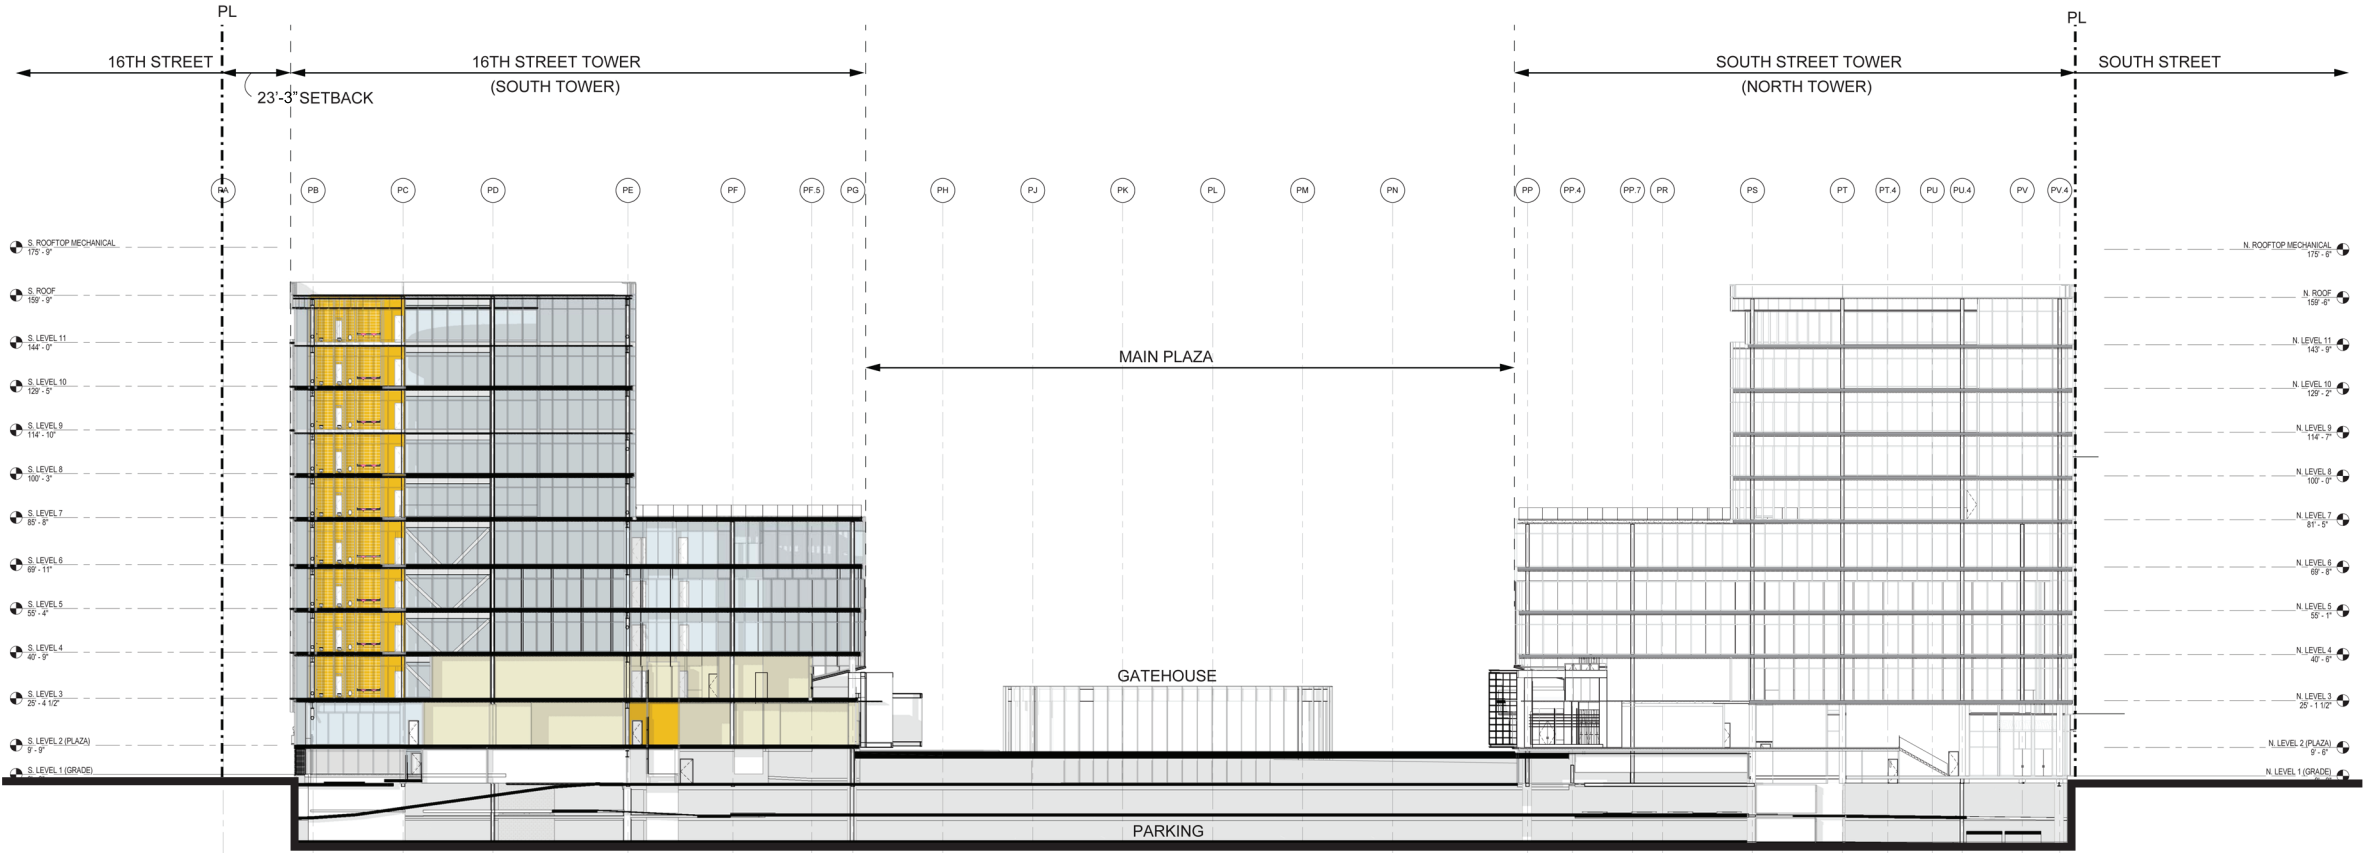 PL
PL
16TH STREET
16TH STREET TOWER
SOUTH STREET TOWER
SOUTH STREET
(SOUTH TOWER)
(NORTH TOWER)
23'-3" SETBACK
PA
PB
PC
PD
PE
PF
PF.5
PG
PH
PJ
PK
PL
PM
PN
PP
PP.4
PP.7
PR
PS
PT
PT.4
PU
PU.4
PV
PV.4
S. ROOFTOP MECHANICAL
175' - 9"
S. ROOF
159' - 9"
S. LEVEL 11
144' - 0"
S. LEVEL 10
129' - 5"
S. LEVEL 9
114' - 10"
S. LEVEL 8
100' - 3"
S. LEVEL 7
85' - 8"
S. LEVEL 6
69' - 11"
S. LEVEL 5
55' - 4"
S. LEVEL 4
40' - 9"
S. LEVEL 3
25' - 4 1/2"
S. LEVEL 2 (PLAZA)
9' - 9"
S. LEVEL 1 (GRADE)
MAIN PLAZA
GATEHOUSE
PARKING
N. ROOFTOP MECHANICAL
175' - 6"
N. ROOF
159' -6"
N. LEVEL 11
143' - 9"
N. LEVEL 10
129' - 2"
N. LEVEL 9
114' - 7"
N. LEVEL 8
100' - 0"
N. LEVEL 7
81' - 5"
N. LEVEL 6
69' - 8"
N. LEVEL 5
55' - 1"
N. LEVEL 4
40' - 6"
N. LEVEL 3
25' - 1 1/2"
N. LEVEL 2 (PLAZA)
9' - 6"
N. LEVEL 1 (GRADE)